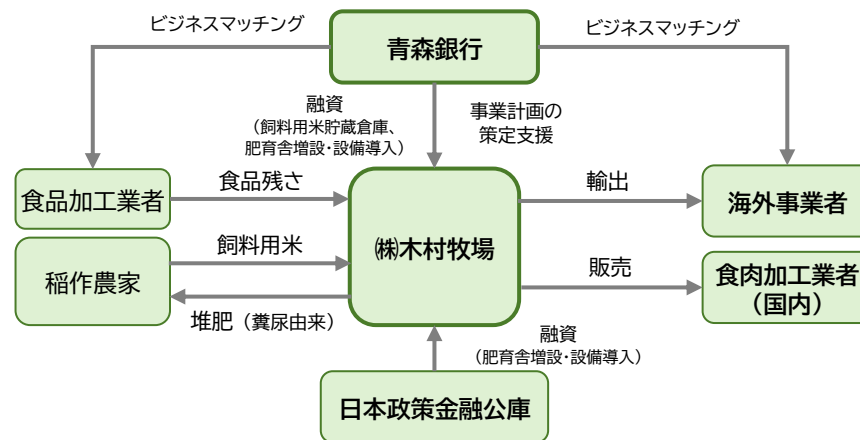 ビジネスマッチング
青森銀行
ビジネスマッチング
融資
（飼料用米貯蔵倉庫、
肥育舎増設・設備導入）
事業計画の
策定支援
食品加工業者
食品残さ
稲作農家
飼料用米
堆肥（糞尿由来）
㈱木村牧場
輸出
海外事業者
販売
食肉加工業者
（国内）
融資
（肥育舎増設・設備導入）
日本政策金融公庫